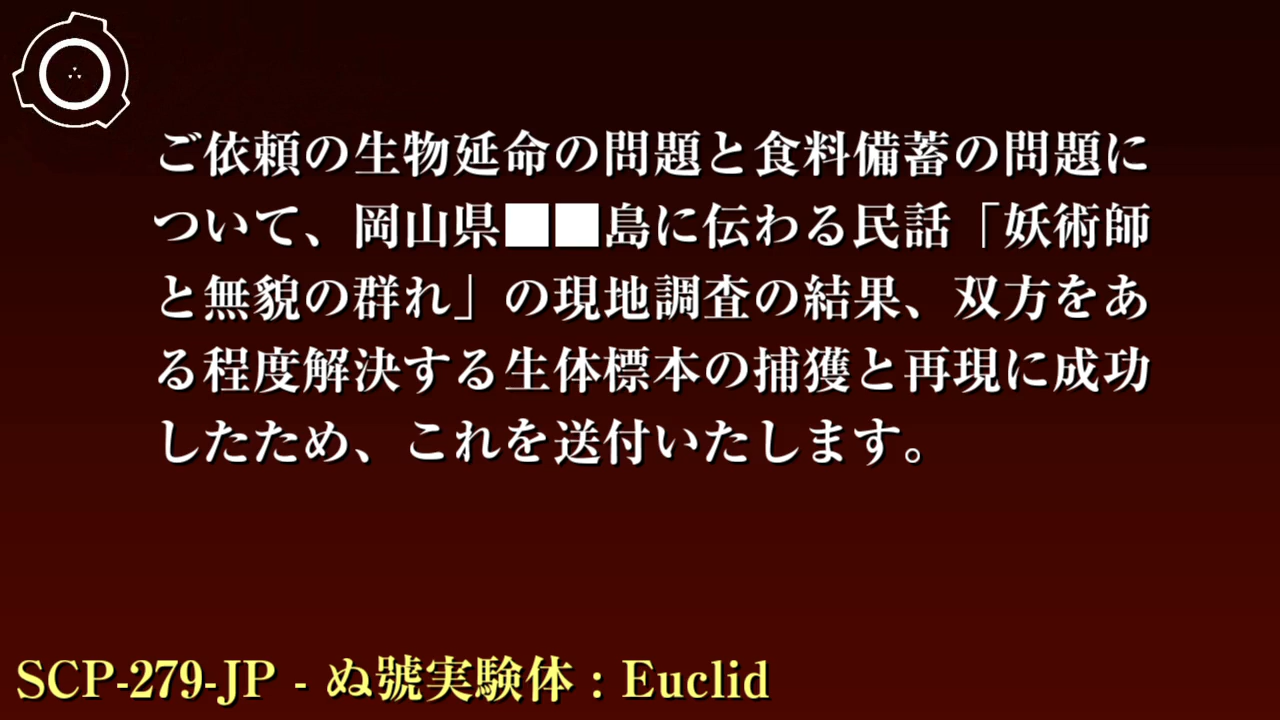 ご依頼の生物延命の問題と食料備蓄の問題に
ついて、岡山県■■島に伝わる民話「妖術師
と無貌の群れ」の現地調査の結果、双方をあ
る程度解決する生体標本の捕獲と再現に成功
したため、これを送付いたします。
SCP-279-JP - ぬ號実験体 : Euclid